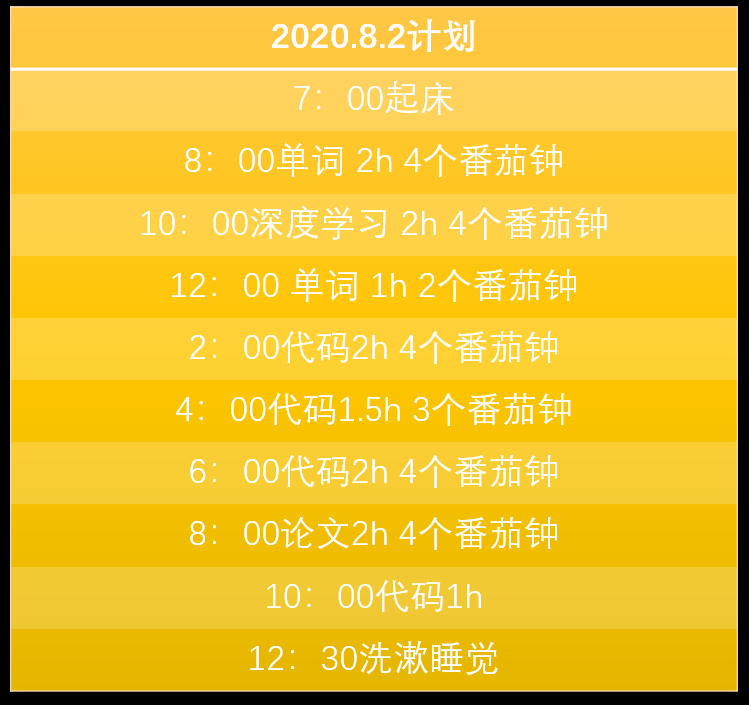 2020.8.2计划
7：00起床
8：00单词 2h 4个番茄钟
10：00深度学习 2h 4个番茄钟
12：00 单词 1h 2个番茄钟
2：00代码2h 4个番茄钟
4：00代码1.5h 3个番茄钟
6：00代码2h 4个番茄钟
8：00论文2h 4个番茄钟
10：00代码1h
12：30洗漱睡觉